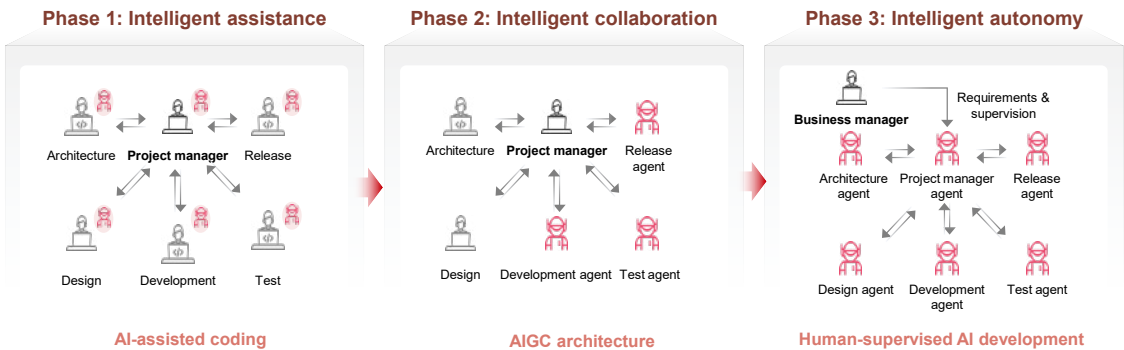 Phase 1: Intelligent assistance
Architecture
Project manager
Release
Design
Development
Test
AI-assisted coding
Phase 2: Intelligent collaboration
Architecture
Project manager
Release
agent
Design
Development agent
Test agent
AIGC architecture
Phase 3: Intelligent autonomy
Business manager
Requirements &
supervision
Architecture
agent
Project manager
agent
Release
agent
Design agent
Development
agent
Test agent
Human-supervised AI development